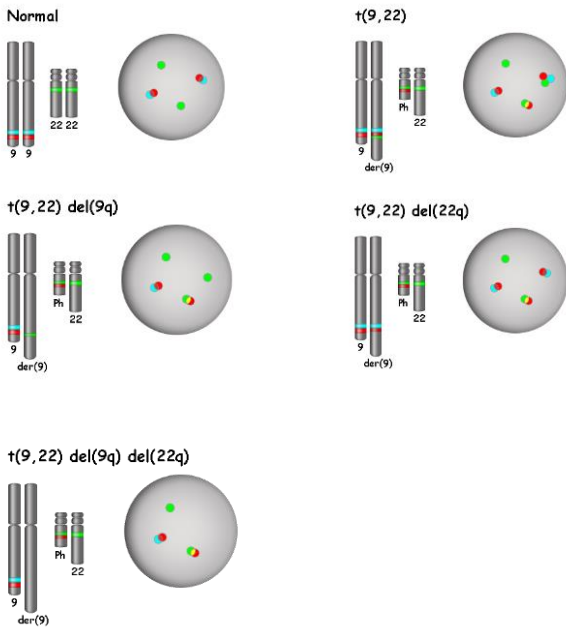 Normal
9 9
22 22
t(9,22)
9
der(9)
Ph
22
t(9,22) del(9q)
9
der(9)
Ph
22
t(9,22) del(22q)
9
der(9)
Ph
22
t(9,22) del(9q) del(22q)
9
der(9)
Ph
22